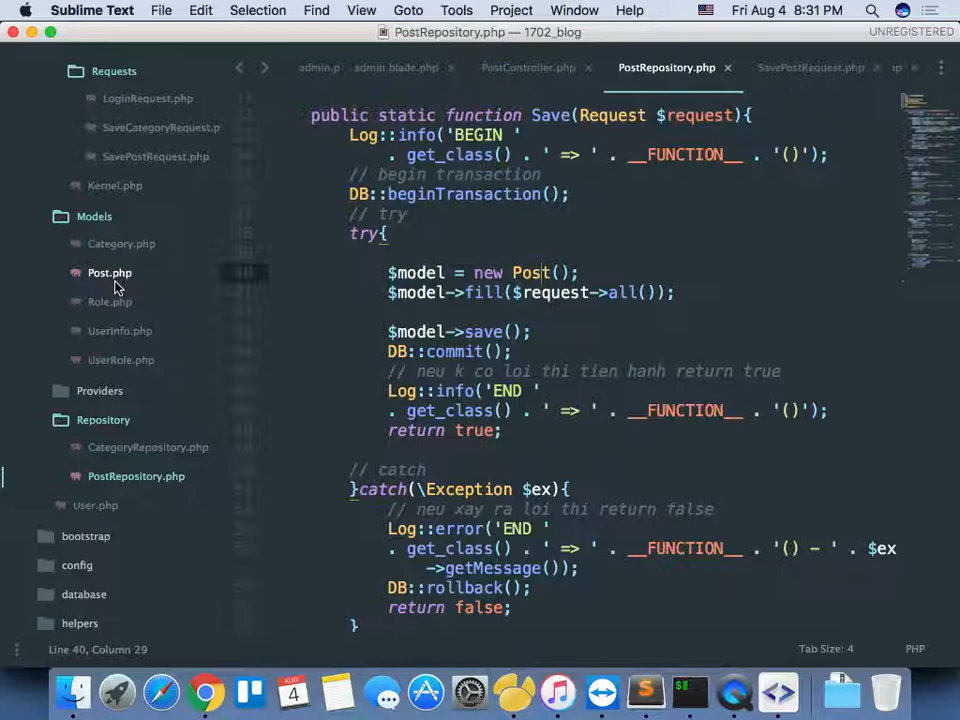 Sublime Text File Edit Selection Find View Goto Tools Project Window Help Fri Aug 4 8:31 PM
PostRepository.php — 1702_blog UNREGISTERED
Requests
LoginRequest.php
SaveCategoryRequest.p
SavePostRequest.php
Kernel.php
Models
Category.php
Post.php
Role.php
UserInfo.php
UserRole.php
Providers
Repository
CategoryRepository.php
PostRepository.php
User.php
bootstrap
config
database
helpers
admin.p admin.blade.php PostController.php PostRepository.php SavePostRequest.php
public static function Save(Request $request){
Log::info('BEGIN '
. get_class() . ' => ' . __FUNCTION__ . '()');
// begin transaction
DB::beginTransaction();
// try
try{
$model = new Post();
$model->fill($request->all());
$model->save();
DB::commit();
// neu k co loi thi tien hanh return true
Log::info('END '
. get_class() . ' => ' . __FUNCTION__ . '()');
return true;
// catch
}catch(\Exception $ex){
// neu xay ra loi thi return false
Log::error('END '
. get_class() . ' => ' . __FUNCTION__ . '() - ' . $ex
->getMessage());
DB::rollback();
return false;
}
Line 40, Column 29 Tab Size: 4 PHP
AUG
4